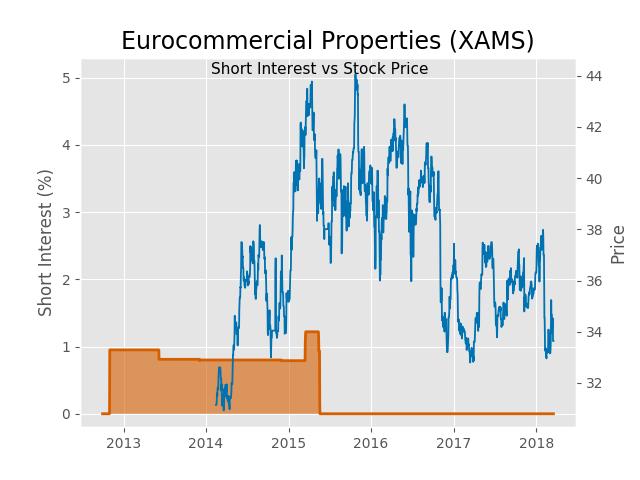 Eurocommercial Properties (XAMS)
Short Interest vs Stock Price
Short Interest (%)
Price
5
4
3
2
1
0
44
42
40
38
36
34
32
2013 2014 2015 2016 2017 2018